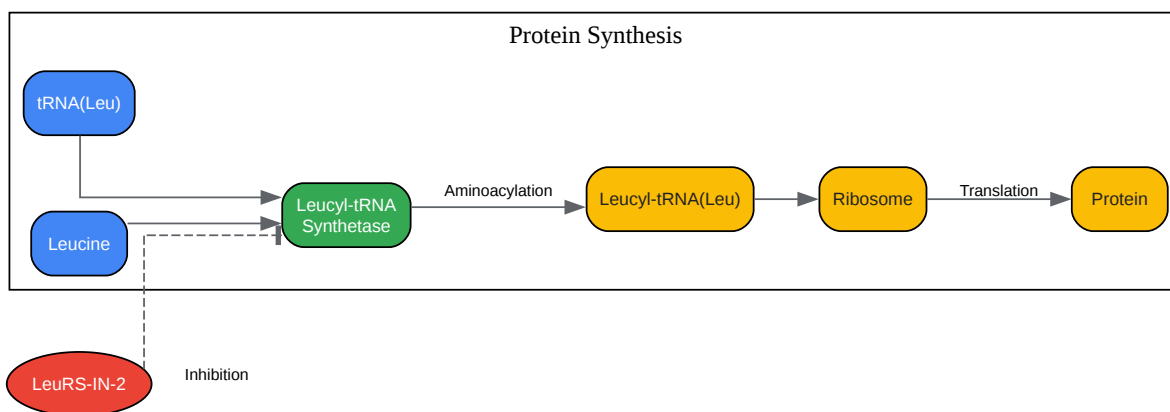 Protein Synthesis
tRNA(Leu)
Leucine
Leucyl-tRNA
Synthetase
Aminoacylation
Leucyl-tRNA(Leu)
Ribosome
Translation
Protein
LeuRS-IN-2
Inhibition